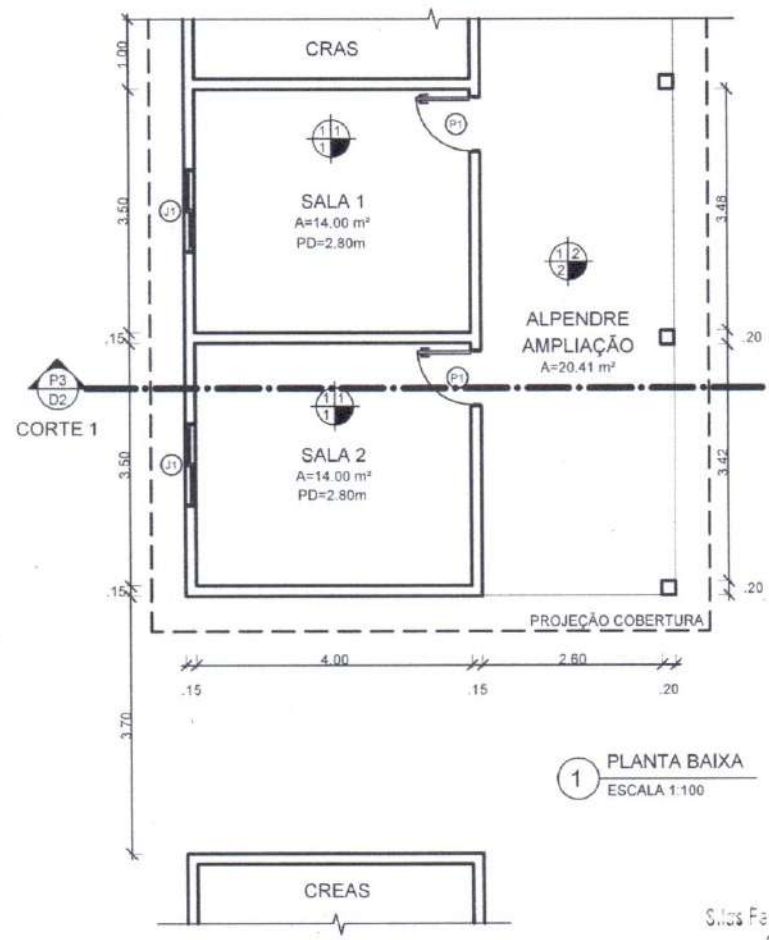 CRAS
1.00
P1
1 1
1
SALA 1
A=14.00 m²
PD=2.80m
J1
3.50
3.48
1 2
2
ALPENDRE
AMPLIAÇÃO
A=20.41 m²
.15
.20
P1
P3
D2
CORTE 1
1 1
1
SALA 2
A=14.00 m²
PD=2.80m
J1
3.50
3.42
.15
.20
PROJEÇÃO COBERTURA
4.00
2.60
.15
.15
.20
3.70
1
PLANTA BAIXA
ESCALA 1:100
CREAS